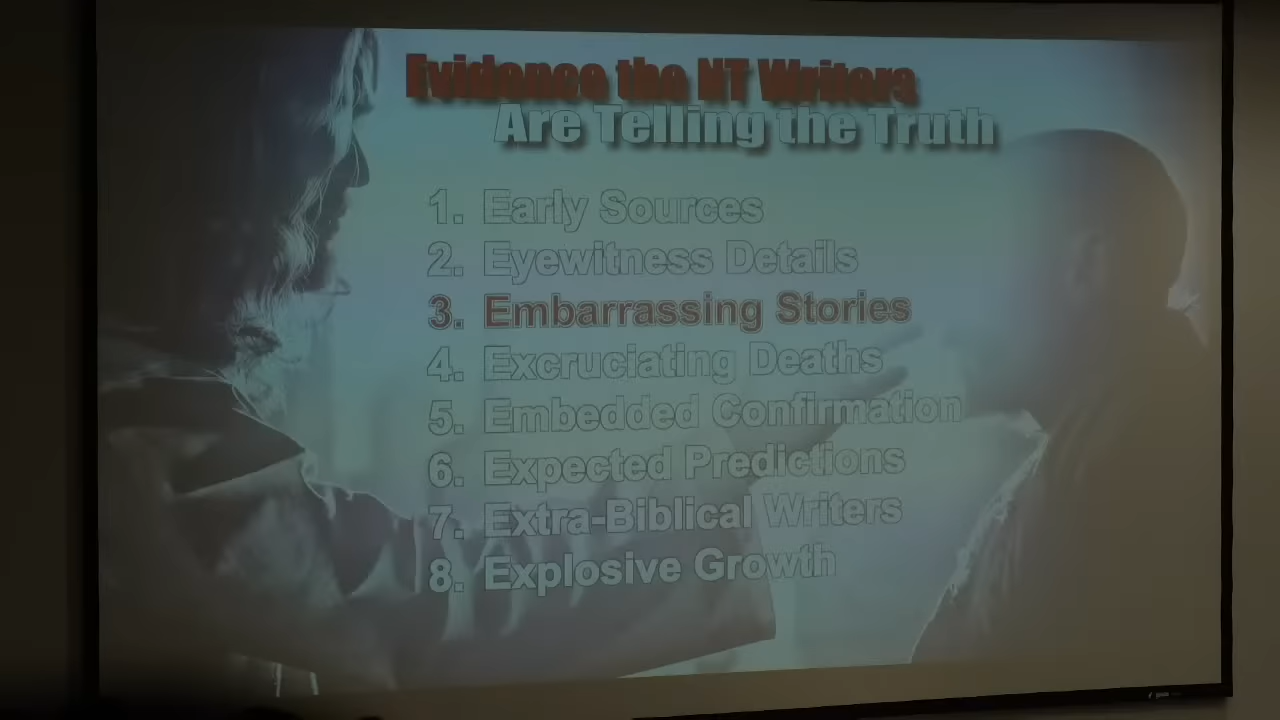 Evidence the NT Writers
Are Telling the Truth
1. Early Sources
2. Eyewitness Details
3. Embarrassing Stories
4. Excruciating Deaths
5. Embedded Confirmation
6. Expected Predictions
7. Extra-Biblical Writers
8. Explosive Growth